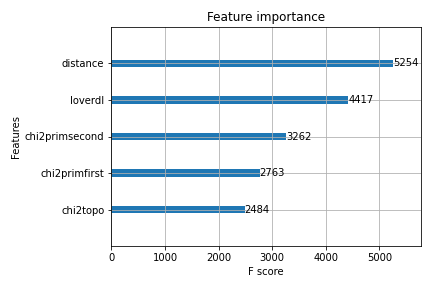 Feature importance
Features
distance
5254
loverdl
4417
chi2primsecond
3262
chi2primfirst
2763
chi2topo
2484
0 1000 2000 3000 4000 5000
F score